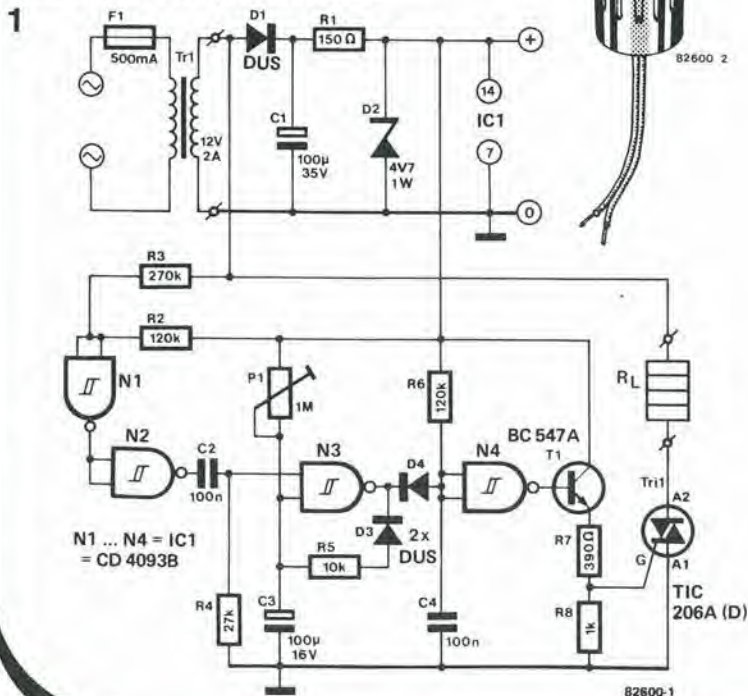 1
F1
500mA
Tr1
12V
2A
D1
DUS
R1
150 Ω
C1
100µ
35V
D2
4V7
1W
+
14
IC1
7
0
82600 2
R3
270k
R2
120k
N1
N2
C2
100n
P1
1M
N3
D4
D3
2x
DUS
R5
10k
R6
120k
N4
BC 547A
T1
RL
Tri1
A2
A1
G
TIC
206A (D)
R7
390Ω
R8
1k
N1 ... N4 = IC1
= CD 4093B
R4
27k
C3
100µ
16V
C4
100n
82600-1